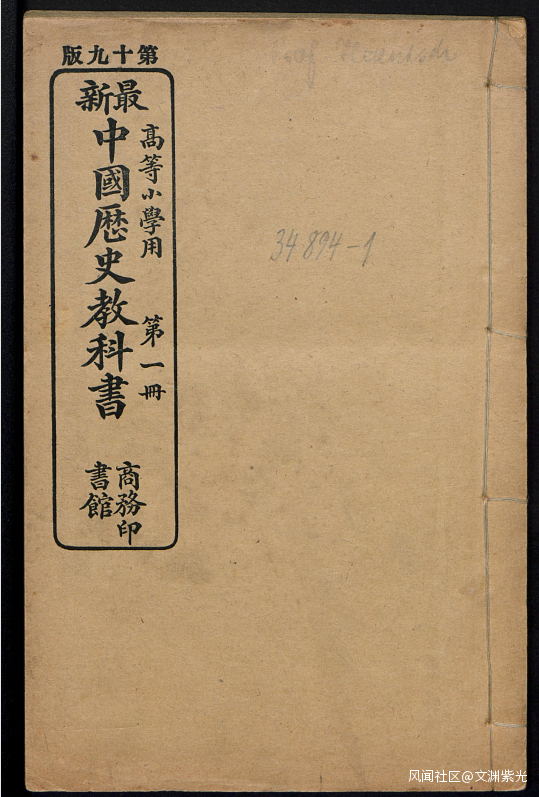 第十九版
高等小學用 第一冊
最新
中國歷史教科書
商務印
書館
34894-1
风闻社区@文洲紫光